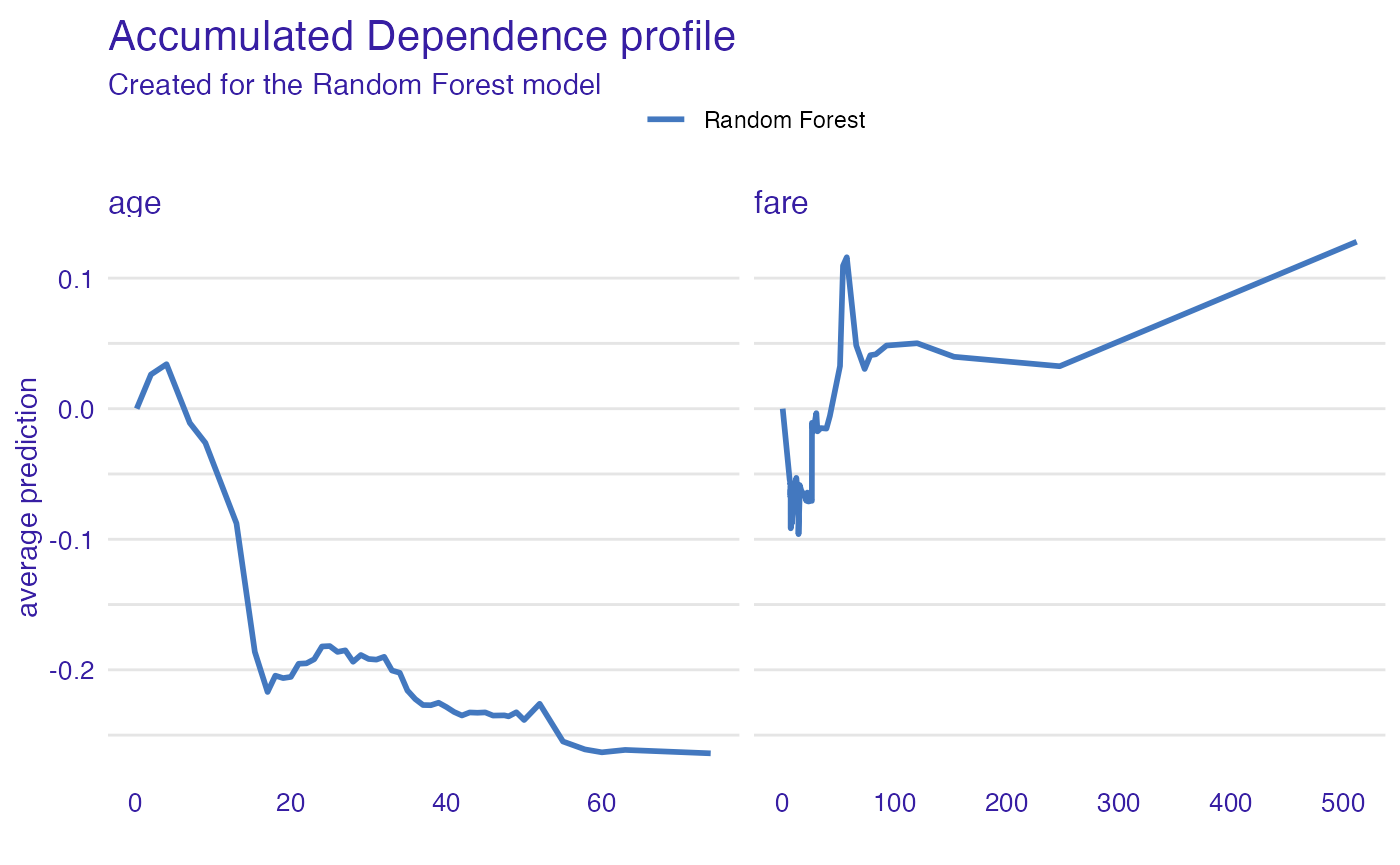 Accumulated Dependence profile
Created for the Random Forest model
Random Forest
age
fare
average prediction
0.1
0.0
-0.1
-0.2
0 20 40 60
0 100 200 300 400 500